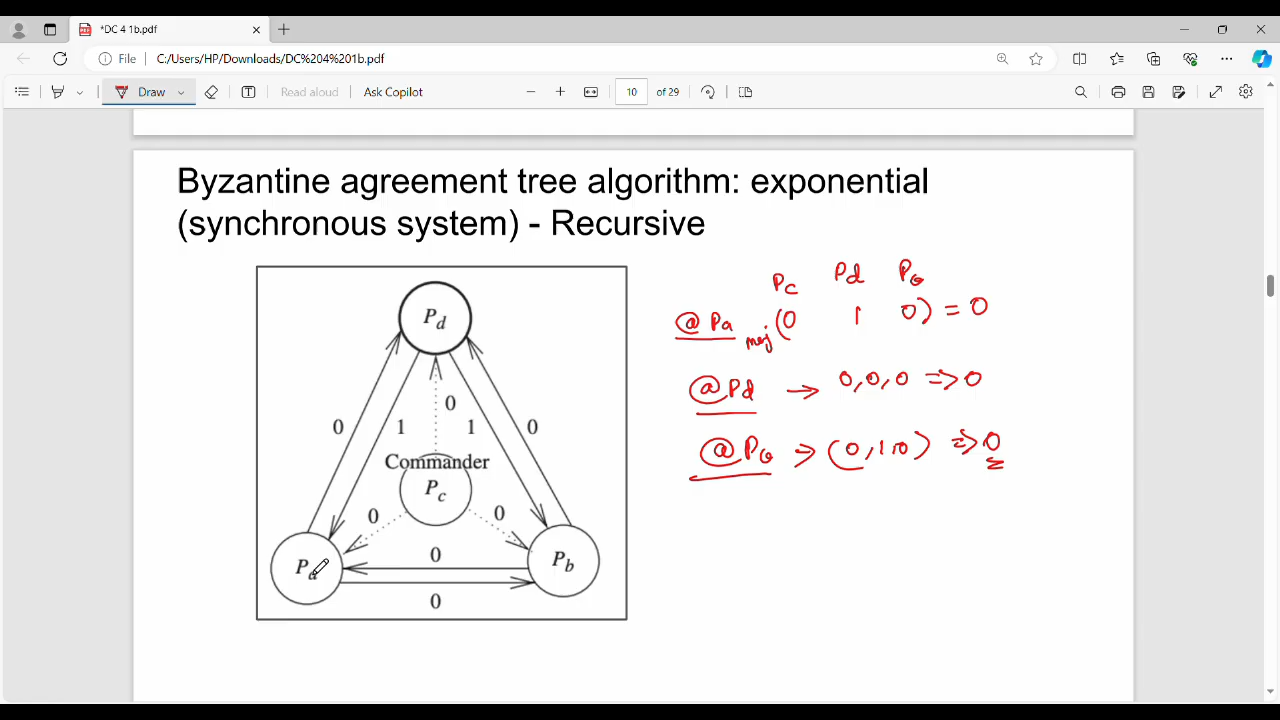 *DC 4 1b.pdf
File C:/Users/HP/Downloads/DC%204%201b.pdf
Draw Read aloud Ask Copilot 10 of 29
Byzantine agreement tree algorithm: exponential
(synchronous system) - Recursive
Pc Pd Pb
@ Pa maj (0 1 0) = 0
@ Pd → 0,0,0 => 0
@ Pb → (0,1,0) => 0
Pd
0 1 0 1 0
Commander
Pc
0 0
Pa 0 Pb
0